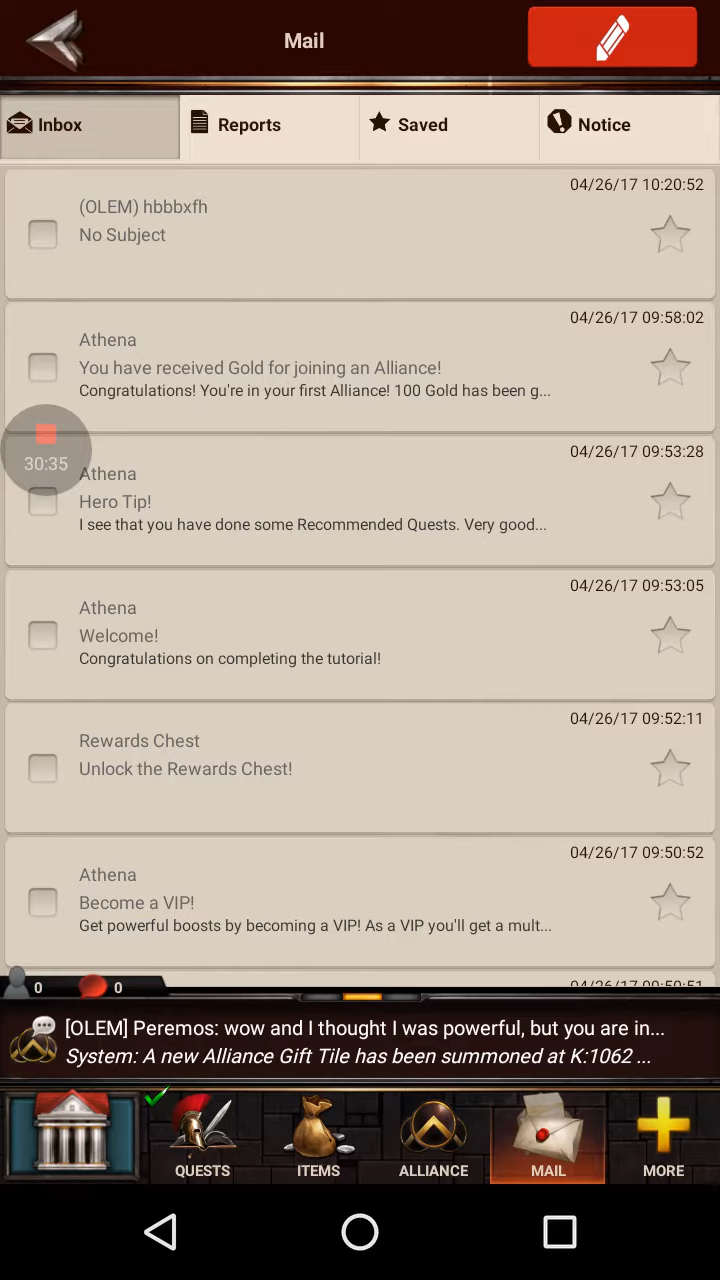 Mail
Inbox
Reports
Saved
Notice
04/26/17 10:20:52
(OLEM) hbbbxfh
No Subject
04/26/17 09:58:02
Athena
You have received Gold for joining an Alliance!
Congratulations! You're in your first Alliance! 100 Gold has been g...
04/26/17 09:53:28
30:35
Athena
Hero Tip!
I see that you have done some Recommended Quests. Very good...
04/26/17 09:53:05
Athena
Welcome!
Congratulations on completing the tutorial!
04/26/17 09:52:11
Rewards Chest
Unlock the Rewards Chest!
04/26/17 09:50:52
Athena
Become a VIP!
Get powerful boosts by becoming a VIP! As a VIP you'll get a mult...
0
0
[OLEM] Peremos: wow and I thought I was powerful, but you are in...
System: A new Alliance Gift Tile has been summoned at K:1062 ...
QUESTS
ITEMS
ALLIANCE
MAIL
MORE